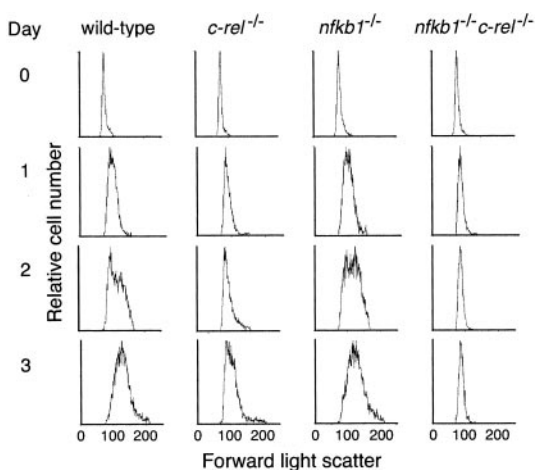 Day
wild-type
c-rel-/-
nfkb1-/-
nfkb1-/-c-rel-/-
0
1
2
3
Relative cell number
0 100 200
0 100 200
0 100 200
0 100 200
Forward light scatter